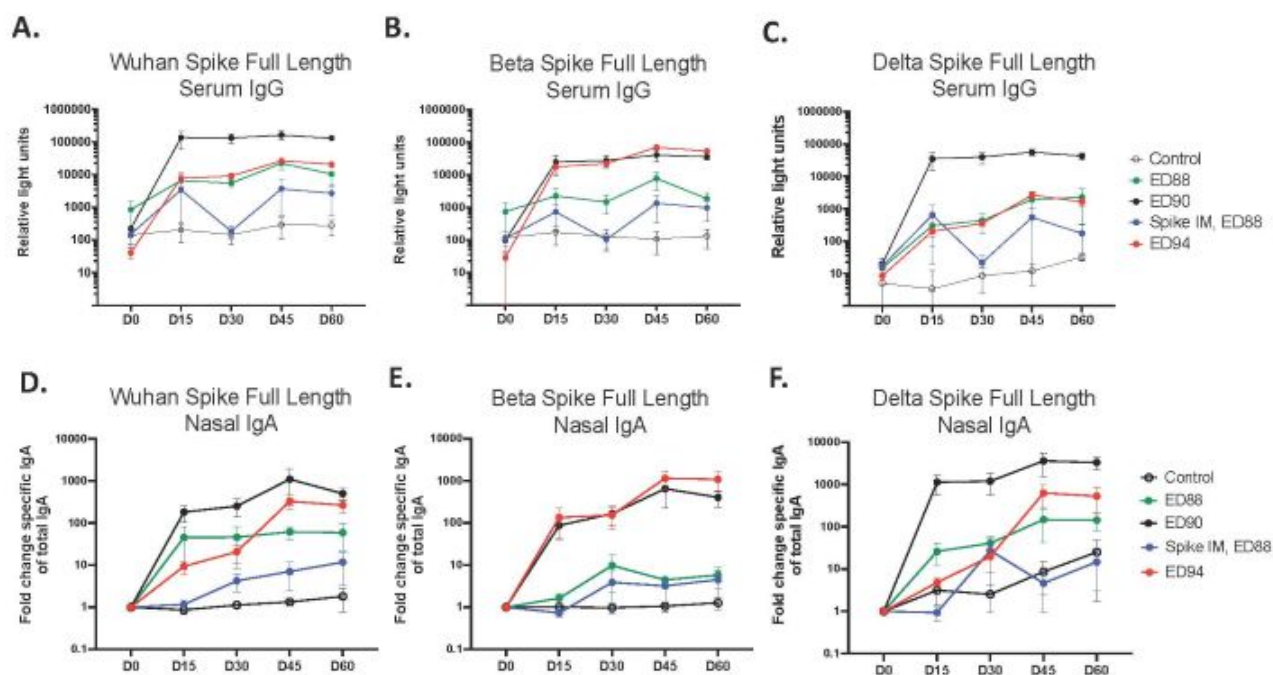 A.
Wuhan Spike Full Length
Serum IgG
Relative light units
1000000
100000
10000
1000
100
10
D0 D15 D30 D45 D60
B.
Beta Spike Full Length
Serum IgG
Relative light units
1000000
100000
10000
1000
100
10
D0 D15 D30 D45 D60
C.
Delta Spike Full Length
Serum IgG
Relative light units
1000000
100000
10000
1000
100
10
D0 D15 D30 D45 D60
Control
ED88
ED90
Spike IM, ED88
ED94
D.
Wuhan Spike Full Length
Nasal IgA
Fold change specific IgA
of total IgA
10000
1000
100
10
1
0.1
D0 D15 D30 D45 D60
E.
Beta Spike Full Length
Nasal IgA
Fold change specific IgA
of total IgA
10000
1000
100
10
1
0.1
D0 D15 D30 D45 D60
F.
Delta Spike Full Length
Nasal IgA
Fold change specific IgA
of total IgA
10000
1000
100
10
1
0.1
D0 D15 D30 D45 D60
Control
ED88
ED90
Spike IM, ED88
ED94